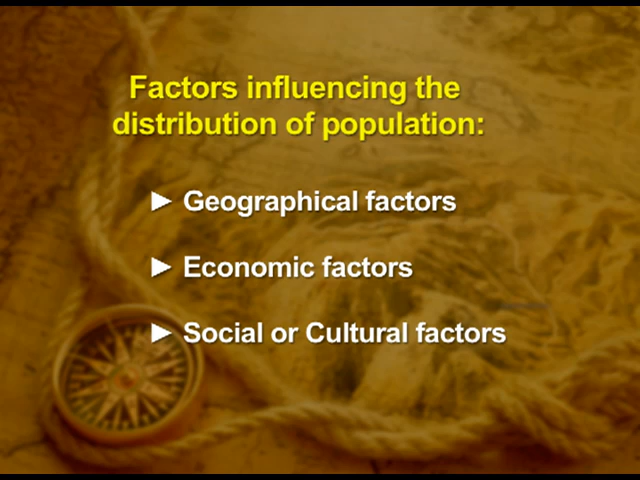 Factors influencing the
distribution of population:
► Geographical factors
► Economic factors
► Social or Cultural factors